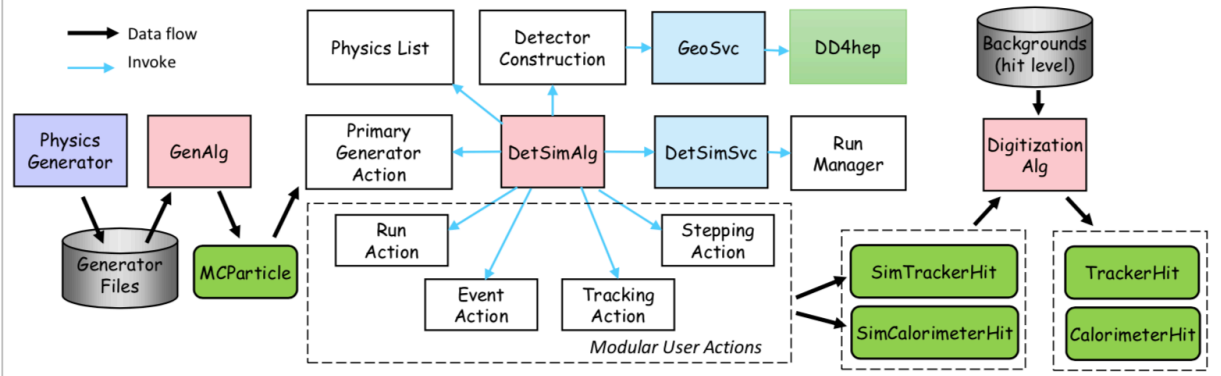 Data flow
Invoke
Physics List
Detector
Construction
GeoSvc
DD4hep
Backgrounds
(hit level)
Physics
Generator
GenAlg
Primary
Generator
Action
DetSimAlg
DetSimSvc
Run
Manager
Digitization
Alg
Generator
Files
MCParticle
Run
Action
Stepping
Action
Event
Action
Tracking
Action
Modular User Actions
SimTrackerHit
SimCalorimeterHit
TrackerHit
CalorimeterHit